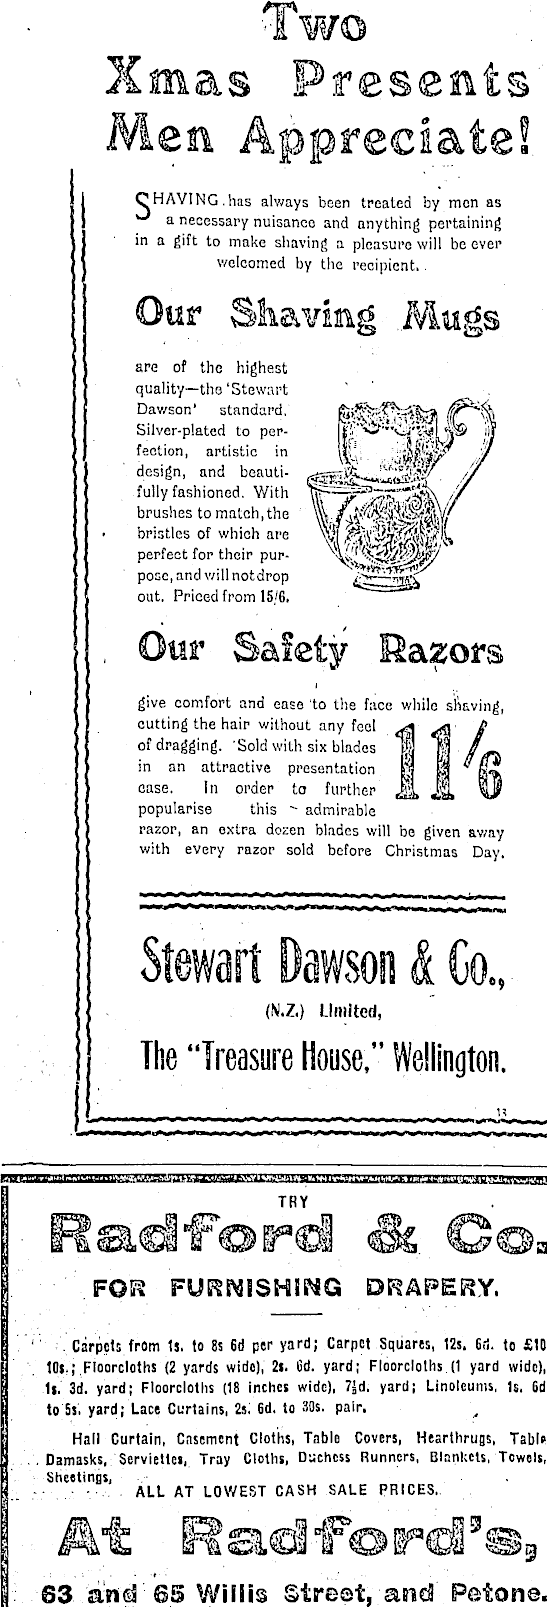 Two
Xmas Presents
Men Appreciate!
SHAVING has always been treated by men as
a necessary nuisance and anything pertaining
in a gift to make shaving a pleasure will be ever
welcomed by the recipient.
Our Shaving Mugs
are of the highest
quality—the 'Stewart
Dawson' standard.
Silver-plated to per-
fection, artistic in
design, and beauti-
fully fashioned. With
brushes to match, the
bristles of which are
perfect for their pur-
pose, and will not drop
out. Priced from 15/6.
Our Safety Razors
give comfort and ease to the face while shaving,
cutting the hair without any feel
of dragging. Sold with six blades
in an attractive presentation
case. In order to further
popularise this admirable
11/6
razor, an extra dozen blades will be given away
with every razor sold before Christmas Day.
Stewart Dawson & Co.,
(N.Z.) Limited,
The "Treasure House," Wellington.
13
TRY
Radford & Co.
FOR FURNISHING DRAPERY.
Carpets from 1s. to 8s 6d per yard; Carpet Squares, 12s. 6d. to £10
10s.; Floorcloths (2 yards wide), 2s. 6d. yard; Floorcloths (1 yard wide),
1s. 3d. yard; Floorcloths (18 inches wide), 7½d. yard; Linoleums, 1s. 6d
to 5s. yard; Lace Curtains, 2s. 6d. to 30s. pair.
Hall Curtain, Casement Cloths, Table Covers, Hearthrugs, Table
Damasks, Serviettes, Tray Cloths, Duchess Runners, Blankets, Towels,
Sheetings,
ALL AT LOWEST CASH SALE PRICES.
At Radford's,
63 and 65 Willis Street, and Petone.